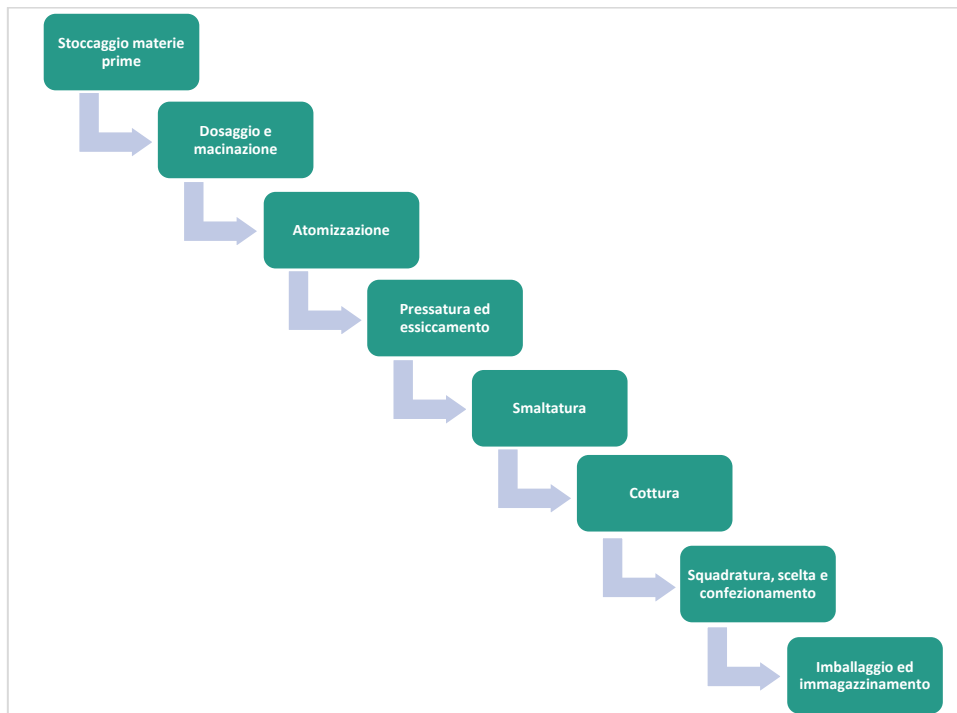 Stoccaggio materie
prime
Dosaggio e
macinazione
Atomizzazione
Pressatura ed
essiccamento
Smaltatura
Cottura
Squadratura, scelta e
confezionamento
Imballaggio ed
immagazzinamento